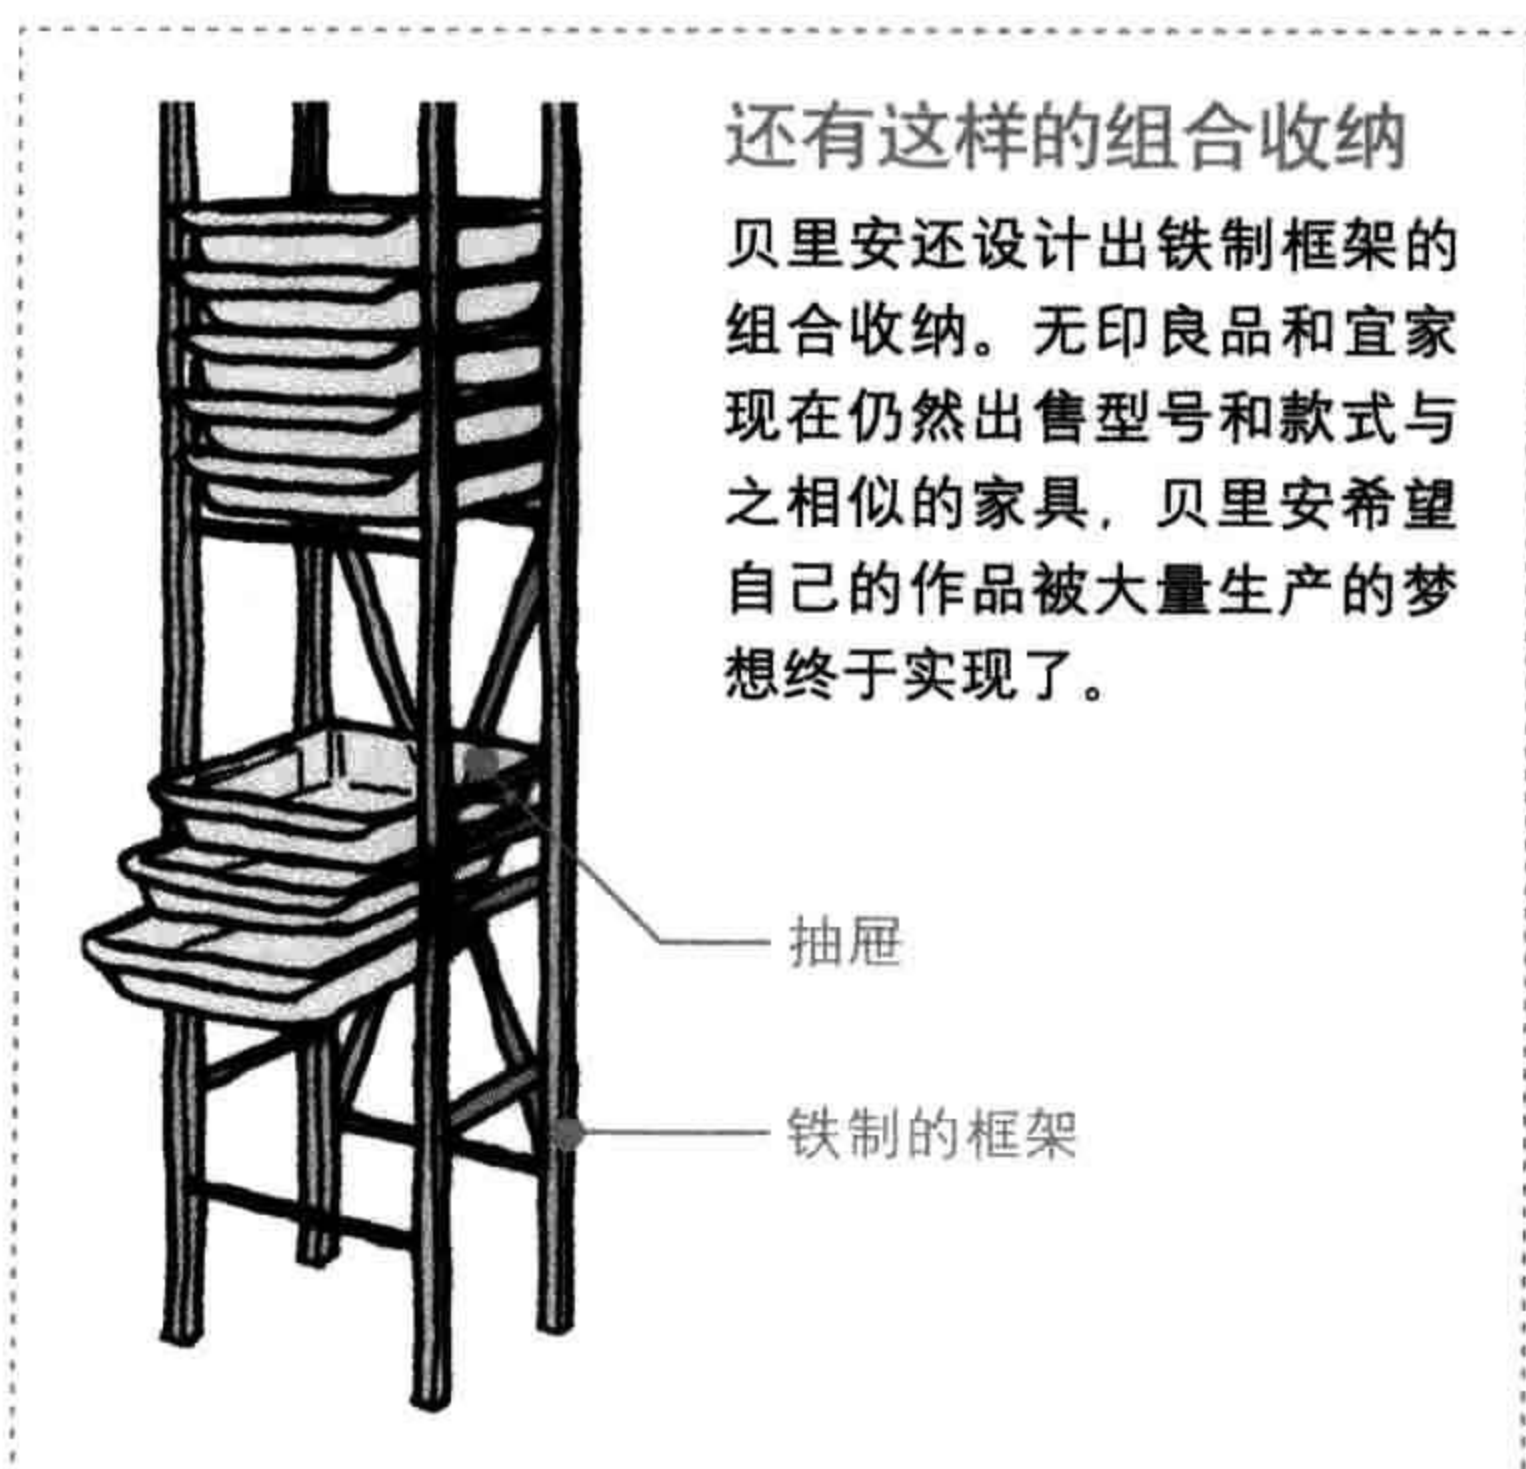 还有这样的组合收纳
贝里安还设计出铁制框架的
组合收纳。无印良品和宜家
现在仍然出售型号和款式与
之相似的家具，贝里安希望
自己的作品被大量生产的梦
想终于实现了。
抽屉
铁制的框架